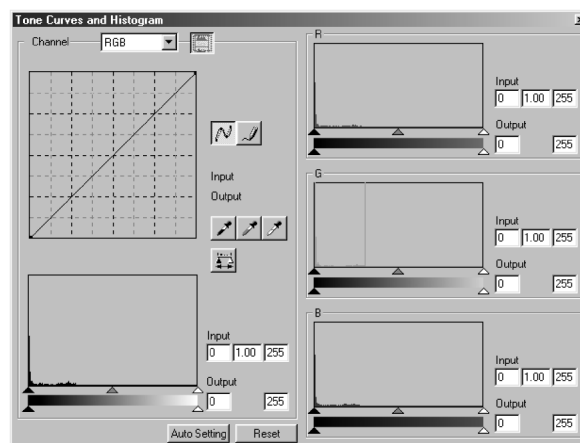 Tone Curves and Histogram
Channel RGB
Input
Output
Input
0 1.00 255
Output
0 255
Auto Setting Reset
R
Input
0 1.00 255
Output
0 255
G
Input
0 1.00 255
Output
0 255
B
Input
0 1.00 255
Output
0 255